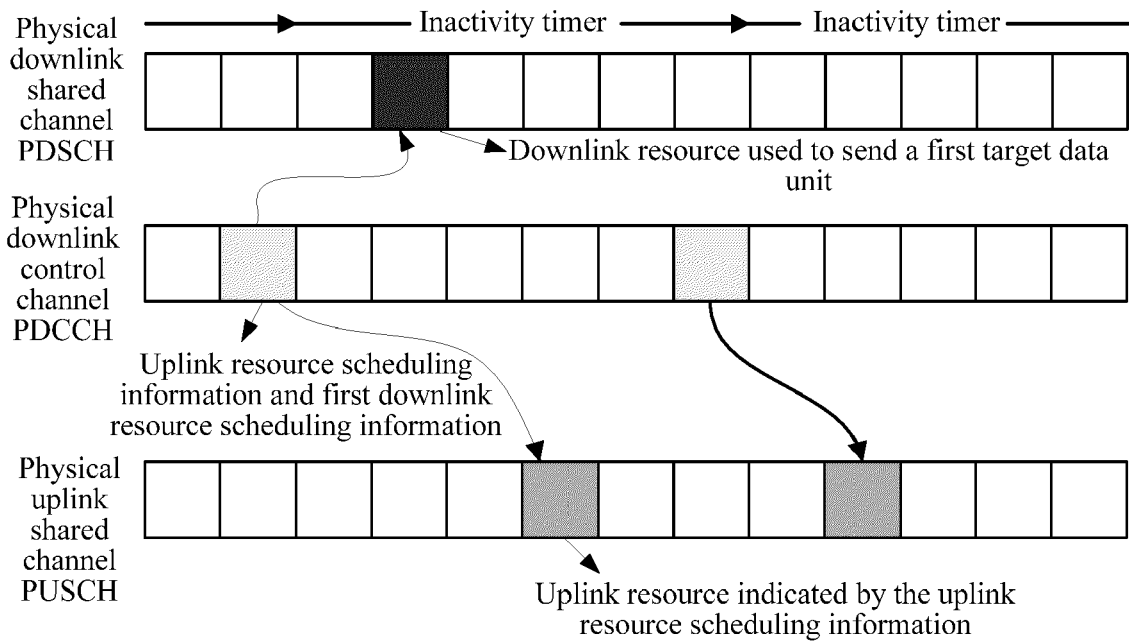 Inactivity timer
Inactivity timer
Physical
downlink
shared
channel
PDSCH
Downlink resource used to send a first target data
unit
Physical
downlink
control
channel
PDCCH
Uplink resource scheduling
information and first downlink
resource scheduling information
Physical
uplink
shared
channel
PUSCH
Uplink resource indicated by the uplink
resource scheduling information